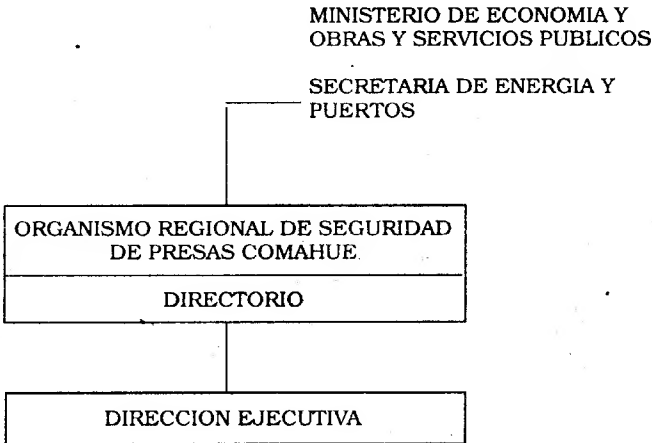 MINISTERIO DE ECONOMIA Y
OBRAS Y SERVICIOS PUBLICOS
SECRETARIA DE ENERGIA Y
PUERTOS
ORGANISMO REGIONAL DE SEGURIDAD
DE PRESAS COMAHUE
DIRECTORIO
DIRECCION EJECUTIVA